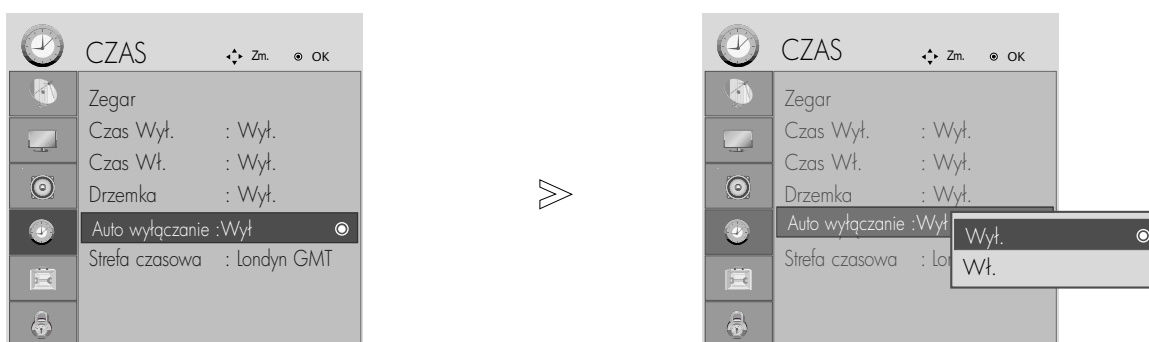 CZAS Zm. OK
Zegar
Czas Wył. : Wył.
Czas Wł. : Wył.
Drzemka : Wył.
Auto wyłączanie :Wył
Strefa czasowa : Londyn GMT
>
CZAS Zm. OK
Zegar
Czas Wył. : Wył.
Czas Wł. : Wył.
Drzemka : Wył.
Auto wyłączanie :Wył
Strefa czasowa : Lon
Wył.
Wł.